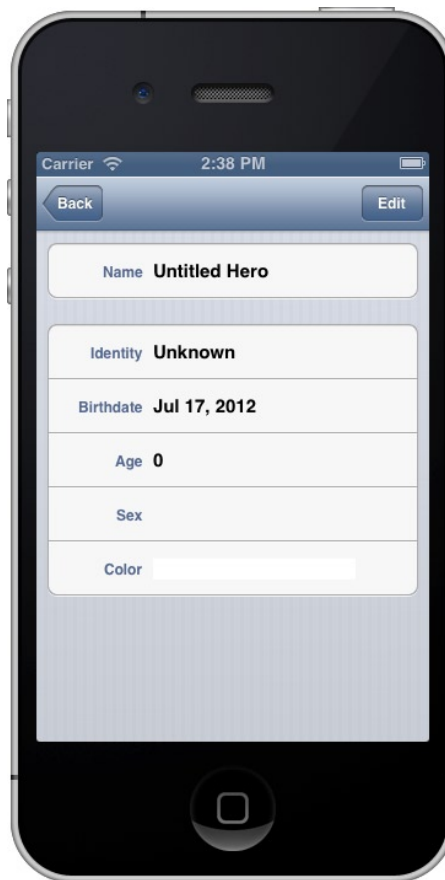 Carrier 2:38 PM
Back Edit
Name Untitled Hero
Identity Unknown
Birthdate Jul 17, 2012
Age 0
Sex
Color